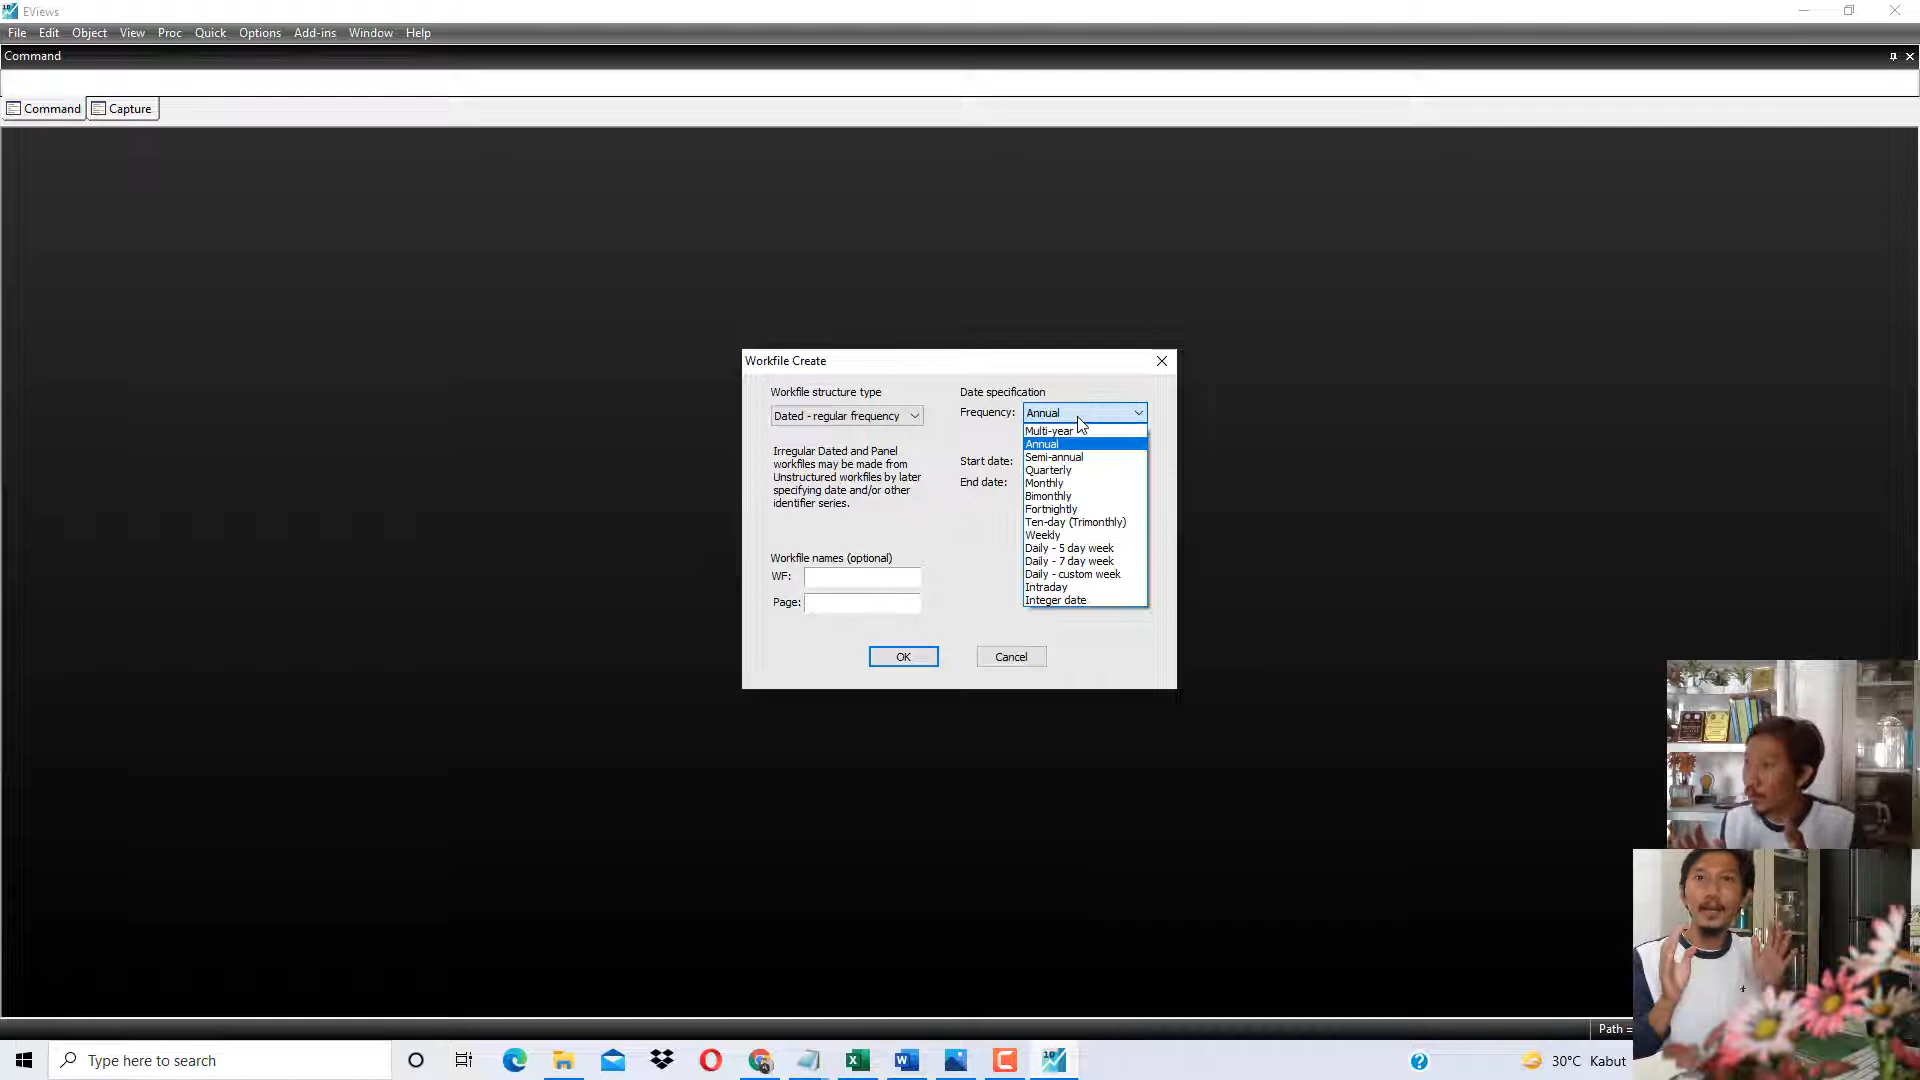 EViews
File Edit Object View Proc Quick Options Add-ins Window Help
Command
Command Capture
Workfile Create
Workfile structure type
Dated - regular frequency
Irregular Dated and Panel
workfiles may be made from
Unstructured workfiles by later
specifying date and/or other
identifier series.
Workfile names (optional)
WF:
Page:
Date specification
Frequency: Annual
Multi-year
Annual
Semi-annual
Quarterly
Monthly
Bimonthly
Fortnightly
Ten-day (Trimonthly)
Weekly
Daily - 5 day week
Daily - 7 day week
Daily - custom week
Intraday
Integer date
Start date:
End date:
OK Cancel
Path =
Type here to search
10
30°C Kabut